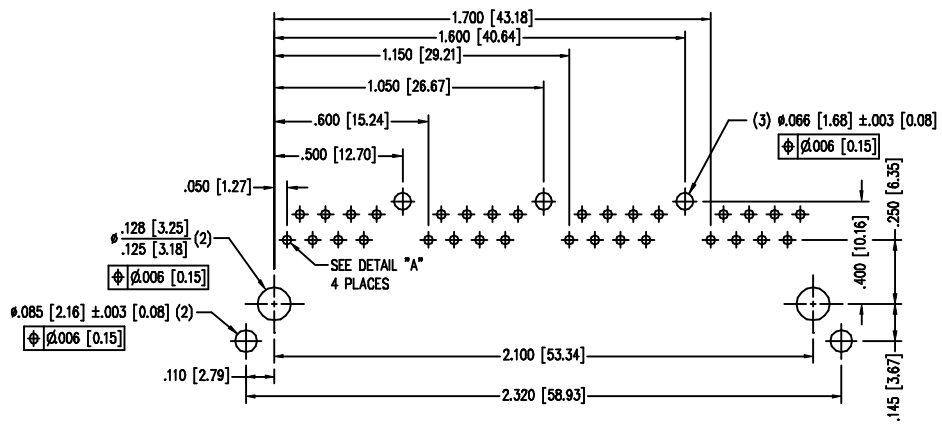 1.700 [43.18]
1.600 [40.64]
1.150 [29.21]
1.050 [26.67]
.600 [15.24]
.500 [12.70]
.050 [1.27]
(3) ø.066 [1.68] ±.003 [0.08]
⌖ Ø.006 [0.15]
.250 [6.35]
.400 [10.16]
ø .128 [3.25]
.125 [3.18] (2)
⌖ Ø.006 [0.15]
SEE DETAIL "A"
4 PLACES
ø.085 [2.16] ±.003 [0.08] (2)
⌖ Ø.006 [0.15]
2.100 [53.34]
.110 [2.79]
2.320 [58.93]
.145 [3.67]